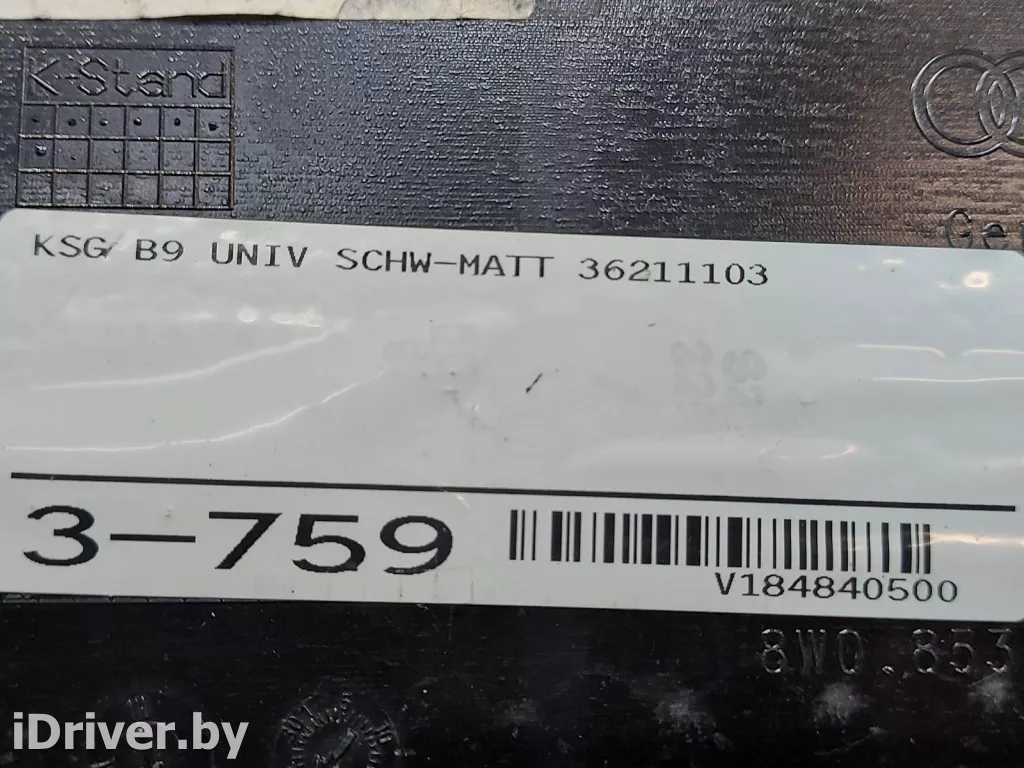 K-Stand
KSG B9 UNIV SCHW-MATT 36211103
3-759
V184840500
8W0.853
iDriver.by